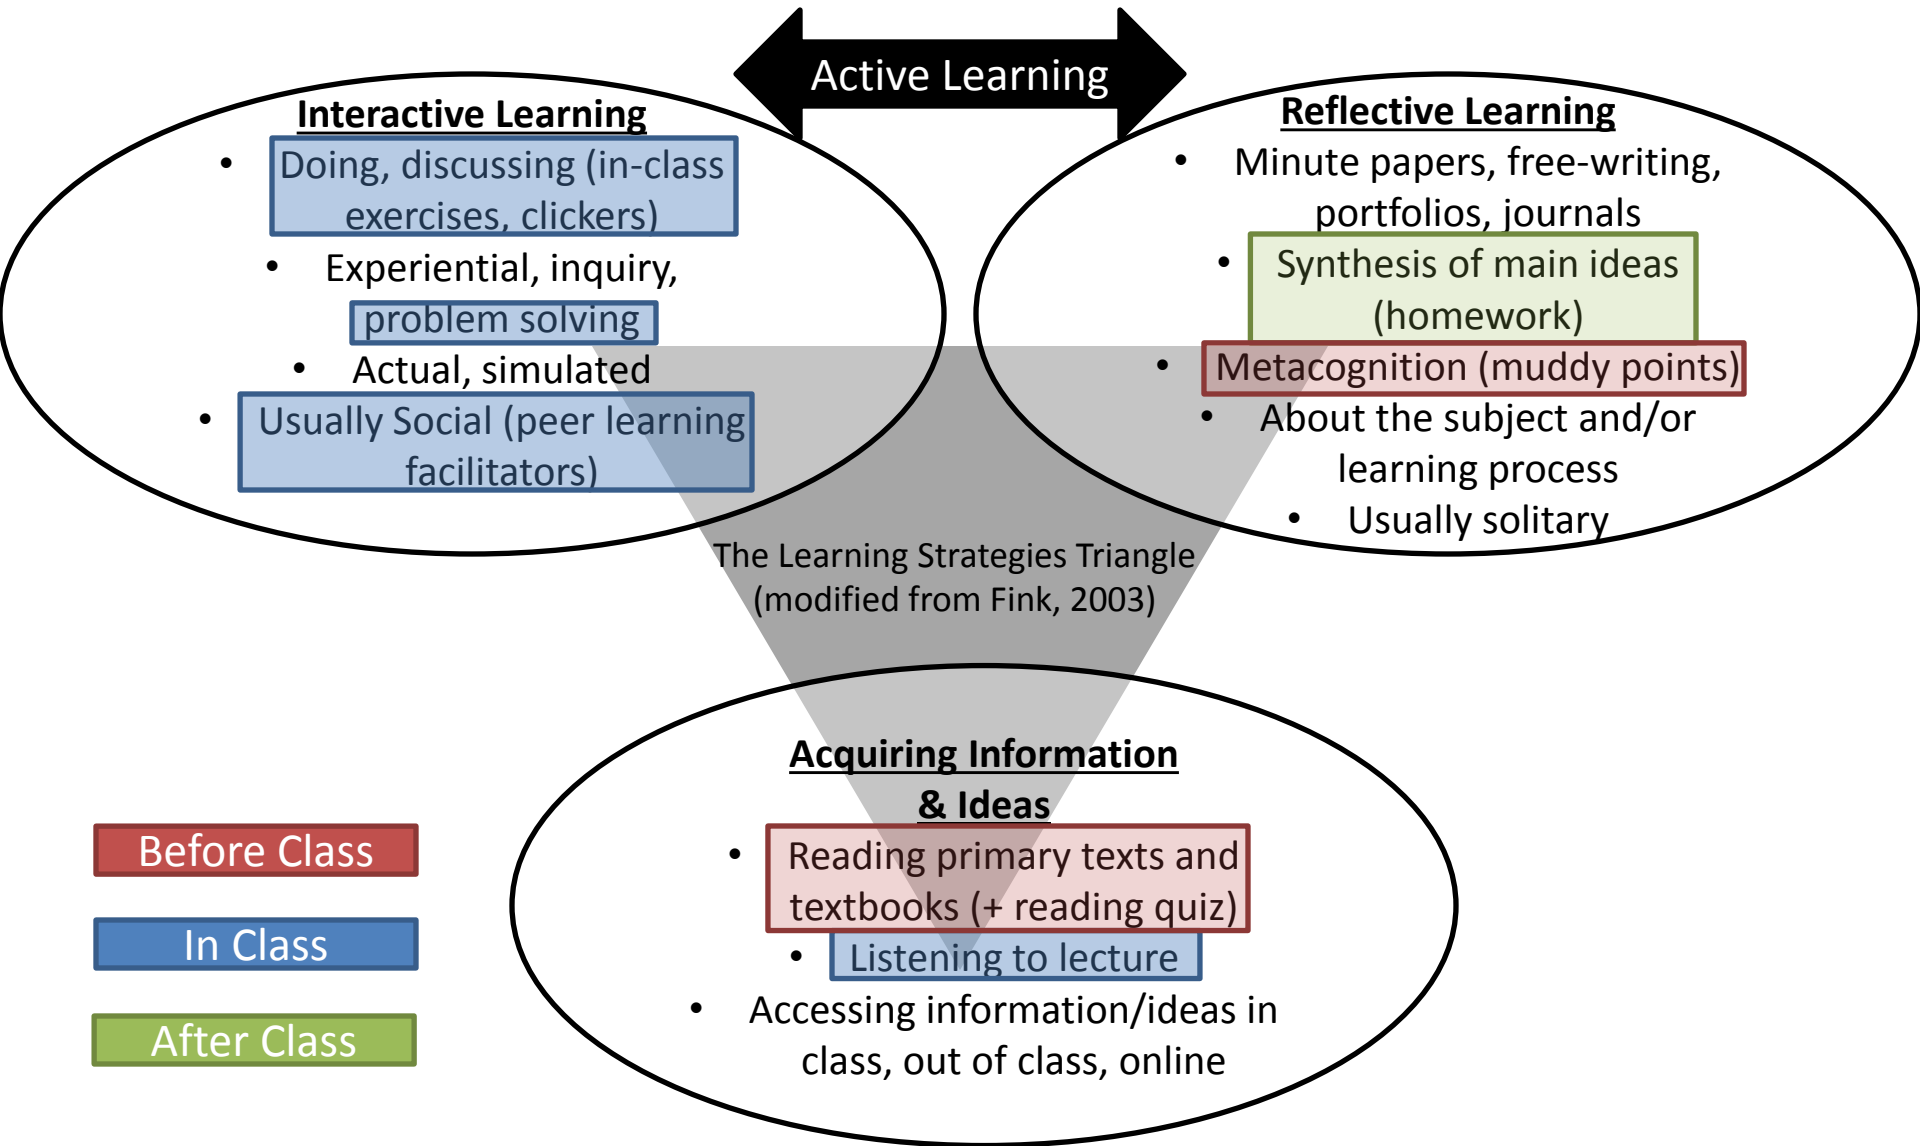 Active Learning
Interactive Learning
• Doing, discussing (in-class
exercises, clickers)
• Experiential, inquiry,
problem solving
• Actual, simulated
• Usually Social (peer learning
facilitators)
Reflective Learning
• Minute papers, free-writing,
portfolios, journals
• Synthesis of main ideas
(homework)
• Metacognition (muddy points)
• About the subject and/or
learning process
• Usually solitary
The Learning Strategies Triangle
(modified from Fink, 2003)
Acquiring Information
& Ideas
• Reading primary texts and
textbooks (+ reading quiz)
• Listening to lecture
• Accessing information/ideas in
class, out of class, online
Before Class
In Class
After Class